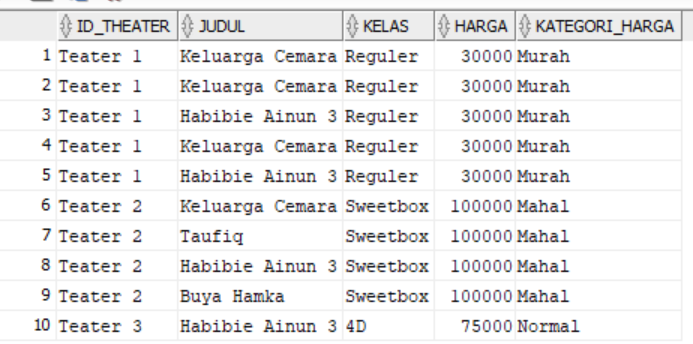 ID_THEATER JUDUL KELAS HARGA KATEGORI_HARGA
1 Teater 1 Keluarga Cemara Reguler 30000 Murah
2 Teater 1 Keluarga Cemara Reguler 30000 Murah
3 Teater 1 Habibie Ainun 3 Reguler 30000 Murah
4 Teater 1 Keluarga Cemara Reguler 30000 Murah
5 Teater 1 Habibie Ainun 3 Reguler 30000 Murah
6 Teater 2 Keluarga Cemara Sweetbox 100000 Mahal
7 Teater 2 Taufiq Sweetbox 100000 Mahal
8 Teater 2 Habibie Ainun 3 Sweetbox 100000 Mahal
9 Teater 2 Buya Hamka Sweetbox 100000 Mahal
10 Teater 3 Habibie Ainun 3 4D 75000 Normal